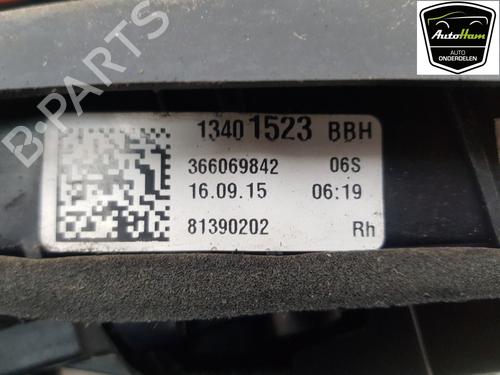 AutoHam
AUTO
ONDERDELEN
B-PARTS
1340 1523 BBH
366069842 06S
16.09.15 06:19
81390202 Rh